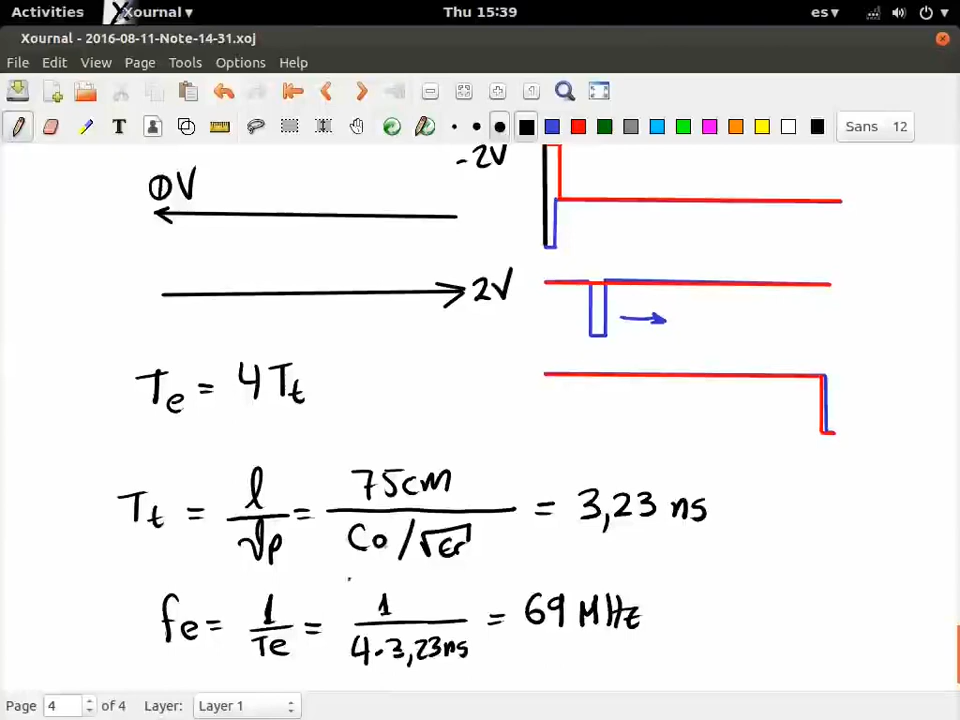 Activities Xournal Thu 15:39 es
Xournal - 2016-08-11-Note-14-31.xoj
File Edit View Page Tools Options Help
T Sans 12
-2V
0V
2V
Te = 4Tt
Tt = l/vp = 75cm / (Co/√εr) = 3,23 ns
fe = 1/Te = 1/(4·3,23ns) = 69 MHz
Page 4 of 4 Layer: Layer 1